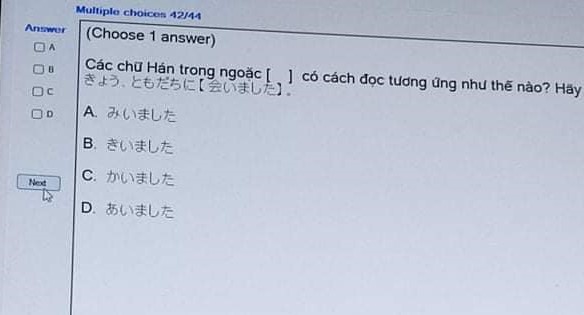 Multiple choices 42/44
Answer
(Choose 1 answer)
A
B
C
D
Các chữ Hán trong ngoặc [ ] có cách đọc tương ứng như thế nào? Hãy
きょう、ともだちに【会いました】。
A. みいました
B. きいました
C. かいました
D. あいました
Next